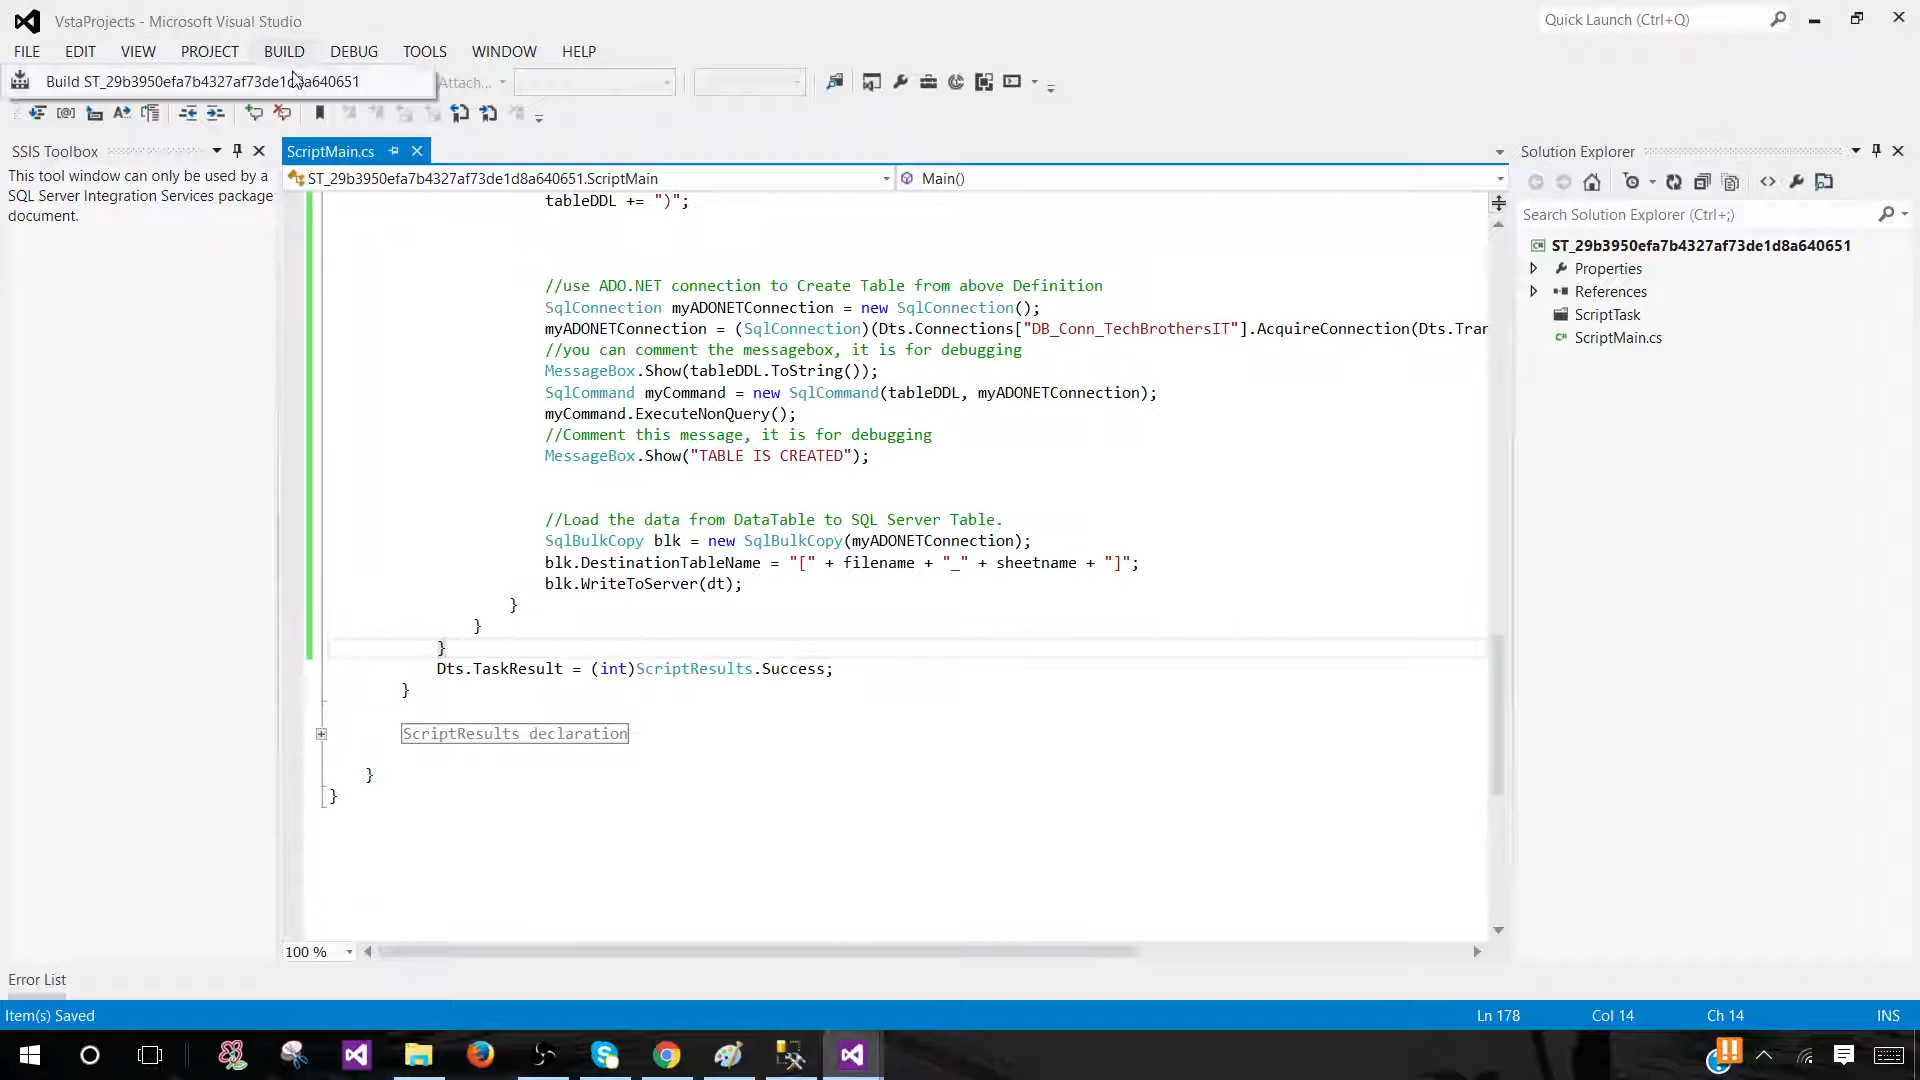 VstaProjects - Microsoft Visual Studio
Quick Launch (Ctrl+Q)
FILE EDIT VIEW PROJECT BUILD DEBUG TOOLS WINDOW HELP
Build ST_29b3950efa7b4327af73de1d8a640651
Attach...
SSIS Toolbox
This tool window can only be used by a
SQL Server Integration Services package
document.
ScriptMain.cs
ST_29b3950efa7b4327af73de1d8a640651.ScriptMain
Main()
tableDDL += ")";
//use ADO.NET connection to Create Table from above Definition
SqlConnection myADONETConnection = new SqlConnection();
myADONETConnection = (SqlConnection)(Dts.Connections["DB_Conn_TechBrothersIT"].AcquireConnection(Dts.Tran
//you can comment the messagebox, it is for debugging
MessageBox.Show(tableDDL.ToString());
SqlCommand myCommand = new SqlCommand(tableDDL, myADONETConnection);
myCommand.ExecuteNonQuery();
//Comment this message, it is for debugging
MessageBox.Show("TABLE IS CREATED");
//Load the data from DataTable to SQL Server Table.
SqlBulkCopy blk = new SqlBulkCopy(myADONETConnection);
blk.DestinationTableName = "[" + filename + "_" + sheetname + "]";
blk.WriteToServer(dt);
}
}
}
Dts.TaskResult = (int)ScriptResults.Success;
}
ScriptResults declaration
}
}
100 %
Solution Explorer
Search Solution Explorer (Ctrl+;)
ST_29b3950efa7b4327af73de1d8a640651
Properties
References
ScriptTask
ScriptMain.cs
Error List
Item(s) Saved
Ln 178 Col 14 Ch 14 INS